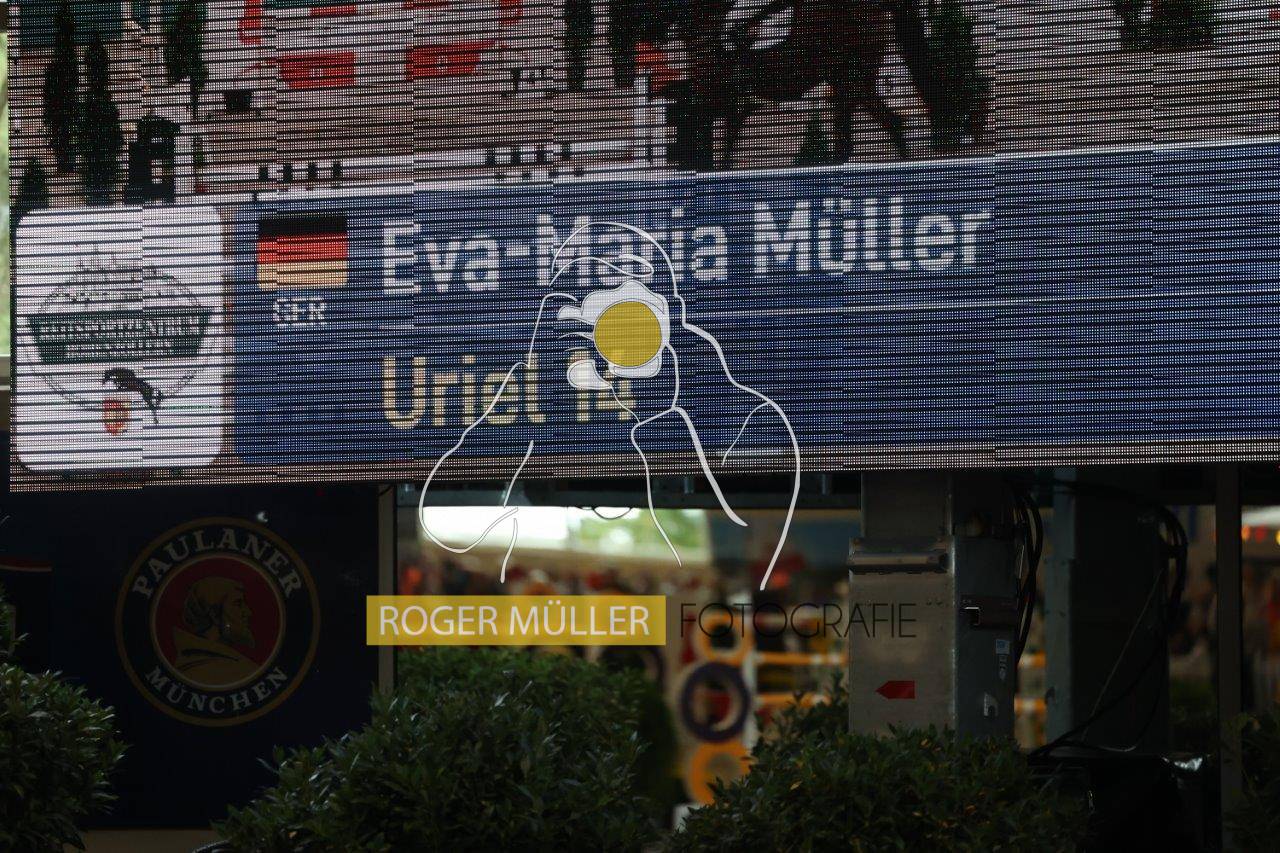 Eva-Maria Müller
GER
Uriel 14
PAULANER
MÜNCHEN
ROGER MÜLLER FOTOGRAFIE